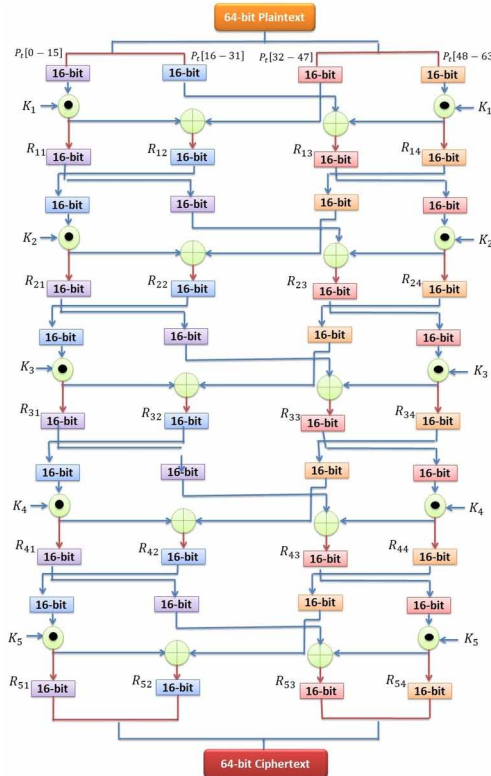 64-bit Plaintext
Pt[0 − 15] Pt[16 − 31] Pt[32 − 47] Pt[48 − 63
16-bit 16-bit 16-bit 16-bit
K1 K1
R11 R12 R13 R14
16-bit 16-bit 16-bit 16-bit
16-bit 16-bit 16-bit 16-bit
K2 K2
R21 R22 R23 R24
16-bit 16-bit 16-bit 16-bit
16-bit 16-bit 16-bit 16-bit
K3 K3
R31 R32 R33 R34
16-bit 16-bit 16-bit 16-bit
16-bit 16-bit 16-bit 16-bit
K4 K4
R41 R42 R43 R44
16-bit 16-bit 16-bit 16-bit
16-bit 16-bit 16-bit 16-bit
K5 K5
R51 R52 R53 R54
16-bit 16-bit 16-bit 16-bit
64-bit Ciphertext